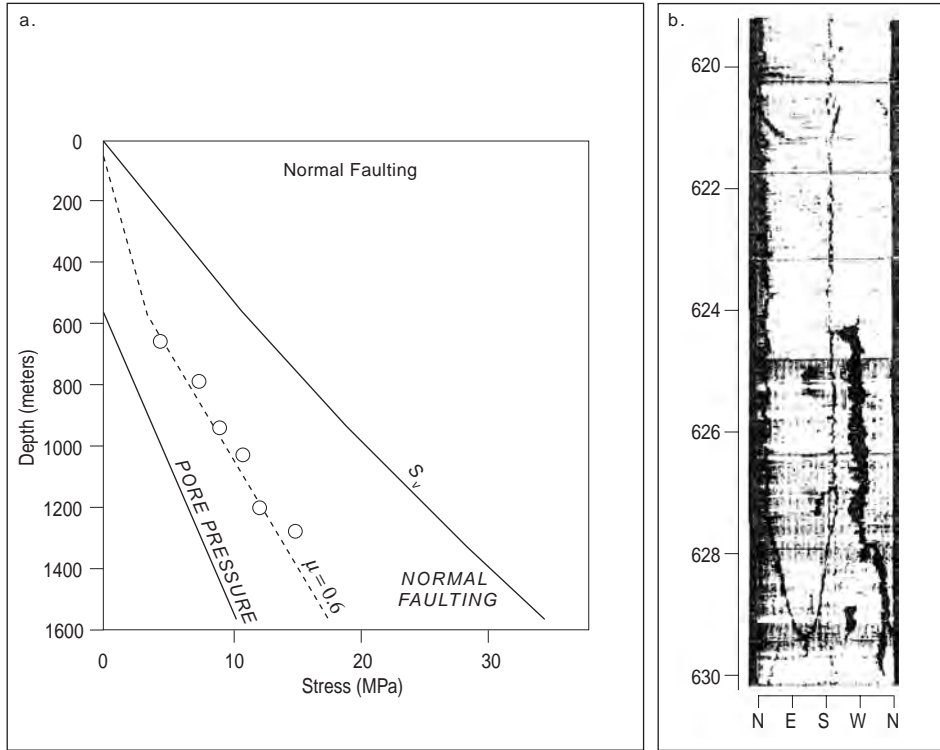 a.
Normal Faulting
0
200
400
600
800
1000
1200
1400
1600
Depth (meters)
0
10
20
30
Stress (MPa)
PORE PRESSURE
μ = 0.6
Sv
NORMAL
FAULTING
b.
620
622
624
626
628
630
N E S W N